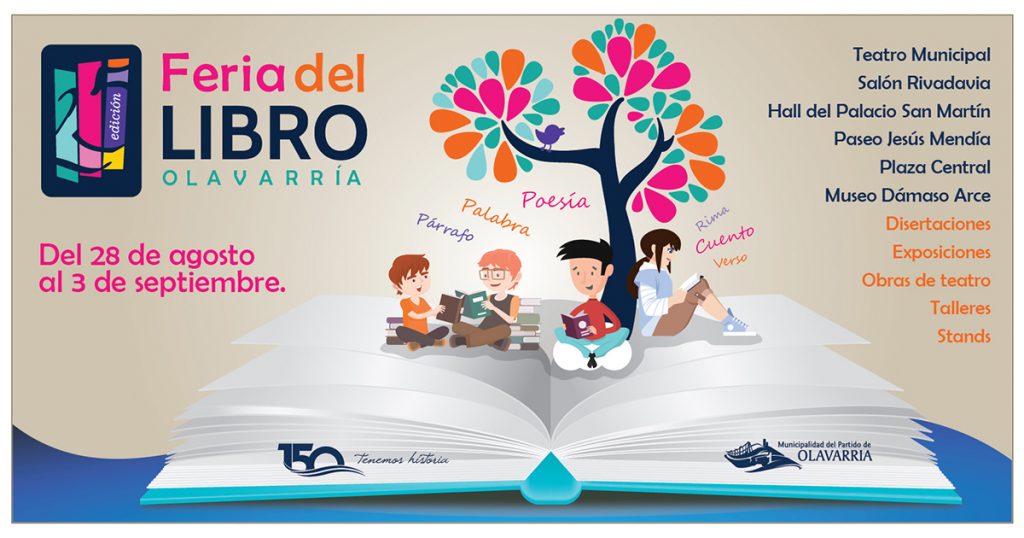 21
edición
Feria del
LIBRO
OLAVARRÍA
Del 28 de agosto
al 3 de septiembre.
Párrafo
Palabra
Poesía
Rima
Cuento
Verso
Teatro Municipal
Salón Rivadavia
Hall del Palacio San Martín
Paseo Jesús Mendía
Plaza Central
Museo Dámaso Arce
Disertaciones
Exposiciones
Obras de teatro
Talleres
Stands
150 Tenemos historia
Municipalidad del Partido de
OLAVARRIA